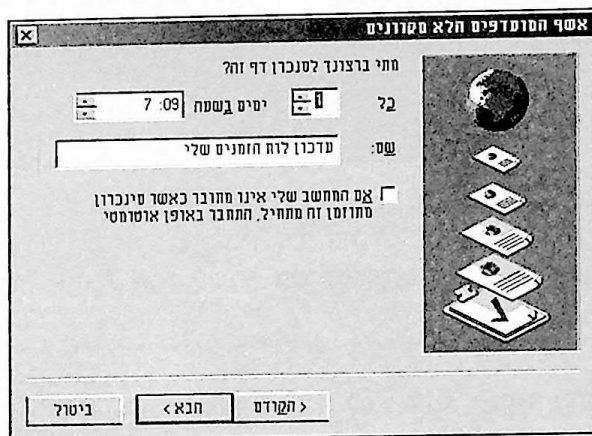 אשף המועדפים הלא מקוונים
מתי ברצונך לסנכרן דף זה?
כל 1 ימים בשעה 7:09
שם: עדכון לוח הזמנים שלי
אם המחשב שלי אינו מחובר כאשר סינכרון
מתוזמן זה מתחיל, התחבר באופן אוטומטי
< הקודם
הבא >
ביטול